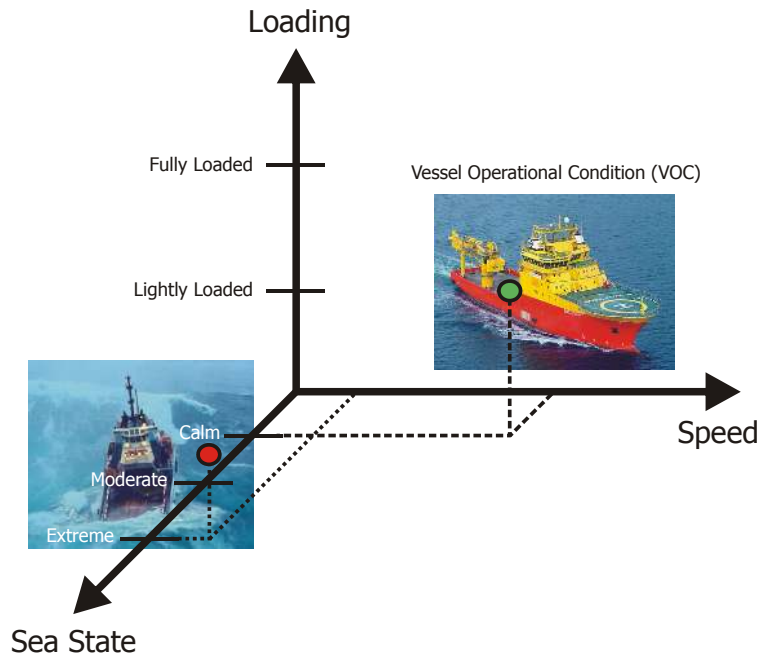 Loading
Fully Loaded
Vessel Operational Condition (VOC)
Lightly Loaded
Calm
Speed
Moderate
Extreme
Sea State